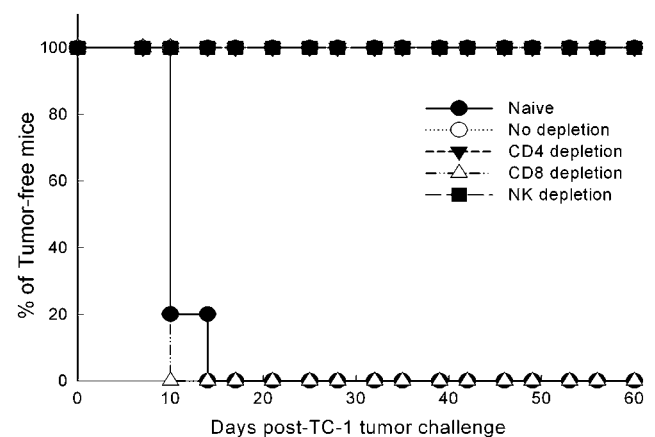 100
80
60
40
20
0
% of Tumor-free mice
Naive
No depletion
CD4 depletion
CD8 depletion
NK depletion
0 10 20 30 40 50 60
Days post-TC-1 tumor challenge